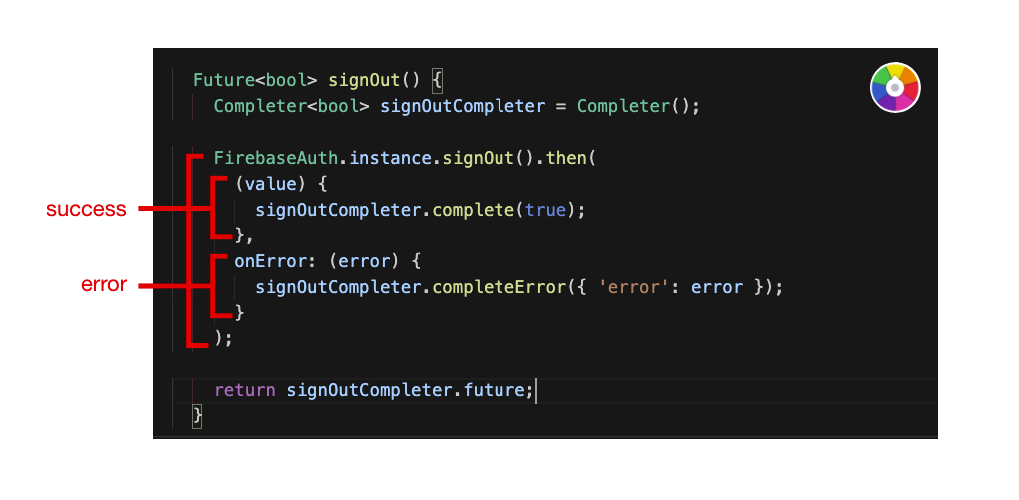 Future<bool> signOut() {
Completer<bool> signOutCompleter = Completer();
FirebaseAuth.instance.signOut().then(
(value) {
success
signOutCompleter.complete(true);
},
onError: (error) {
error
signOutCompleter.completeError({ 'error': error });
}
);
return signOutCompleter.future;
}